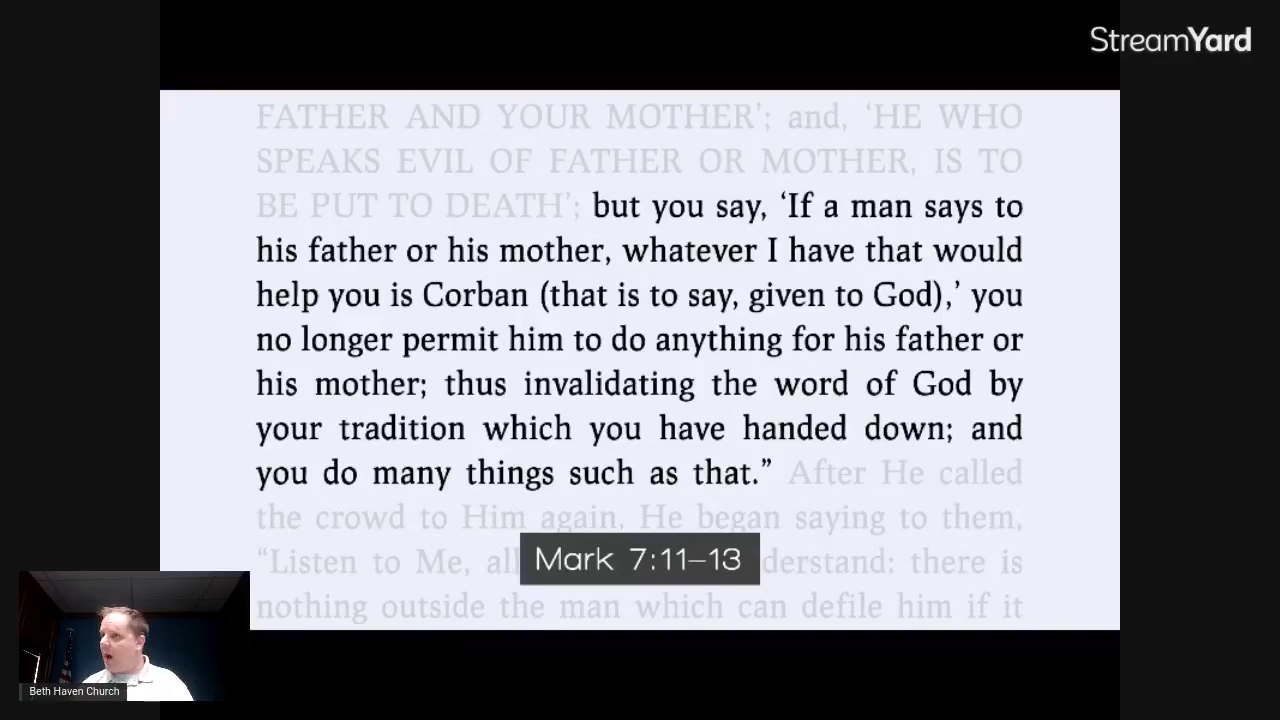 StreamYard
FATHER AND YOUR MOTHER’; and, ‘HE WHO
SPEAKS EVIL OF FATHER OR MOTHER, IS TO
BE PUT TO DEATH’; but you say, ‘If a man says to
his father or his mother, whatever I have that would
help you is Corban (that is to say, given to God),’ you
no longer permit him to do anything for his father or
his mother; thus invalidating the word of God by
your tradition which you have handed down; and
you do many things such as that.” After He called
the crowd to Him again, He began saying to them,
“Listen to Me, all
Mark 7:11–13
derstand: there is
nothing outside the man which can defile him if it
Beth Haven Church